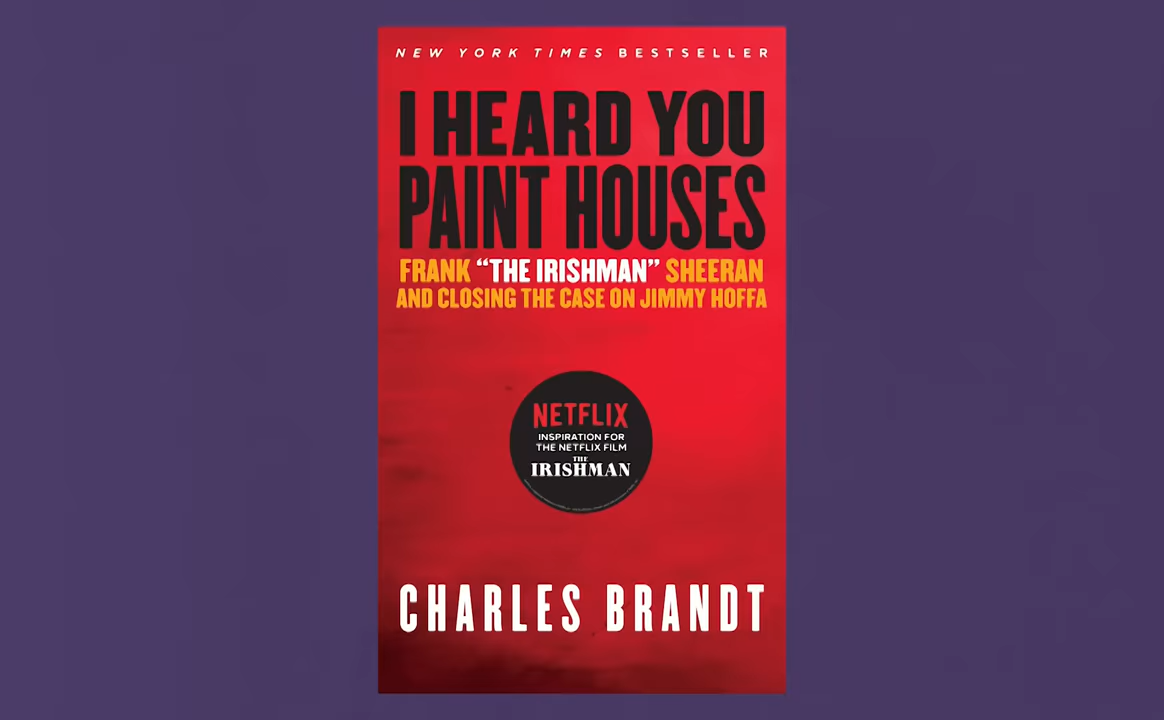 NEW YORK TIMES BESTSELLER
I HEARD YOU
PAINT HOUSES
FRANK “THE IRISHMAN” SHEERAN
AND CLOSING THE CASE ON JIMMY HOFFA
NETFLIX
INSPIRATION FOR
THE NETFLIX FILM
THE
IRISHMAN
CHARLES BRANDT